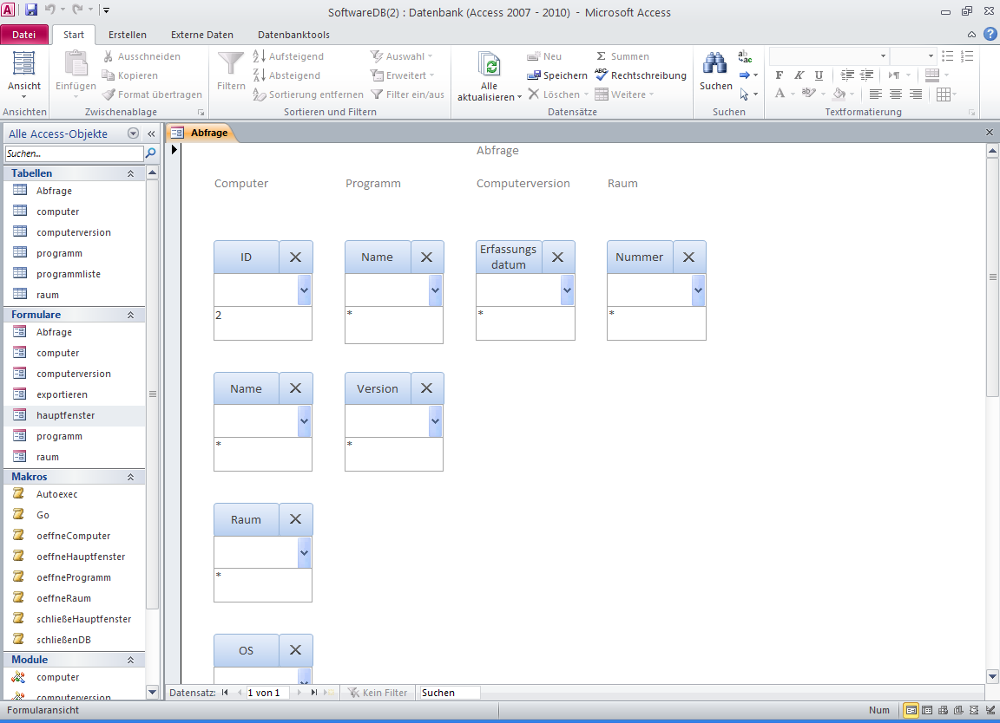 SoftwareDB(2) : Datenbank (Access 2007 - 2010) - Microsoft Access
Datei Start Erstellen Externe Daten Datenbanktools
Ansicht
Ansichten
Einfügen
Ausschneiden
Kopieren
Format übertragen
Zwischenablage
Filtern
Aufsteigend
Absteigend
Sortierung entfernen
Auswahl
Erweitert
Filter ein/aus
Sortieren und Filtern
Alle
aktualisieren
Neu
Speichern
Löschen
Summen
Rechtschreibung
Weitere
Datensätze
Suchen
Suchen
F K U
Textformatierung
Alle Access-Objekte
Suchen...
Tabellen
Abfrage
computer
computerversion
programm
programmliste
raum
Formulare
Abfrage
computer
computerversion
exportieren
hauptfenster
programm
raum
Makros
Autoexec
Go
oeffneComputer
oeffneHauptfenster
oeffneProgramm
oeffneRaum
schließeHauptfenster
schließenDB
Module
computer
computerversion
Abfrage
Abfrage
Computer Programm Computerversion Raum
ID Name Erfassungs
datum Nummer
2 * * *
Name Version
* *
Raum
*
OS
Datensatz: 1 von 1 Kein Filter Suchen
Formularansicht Num